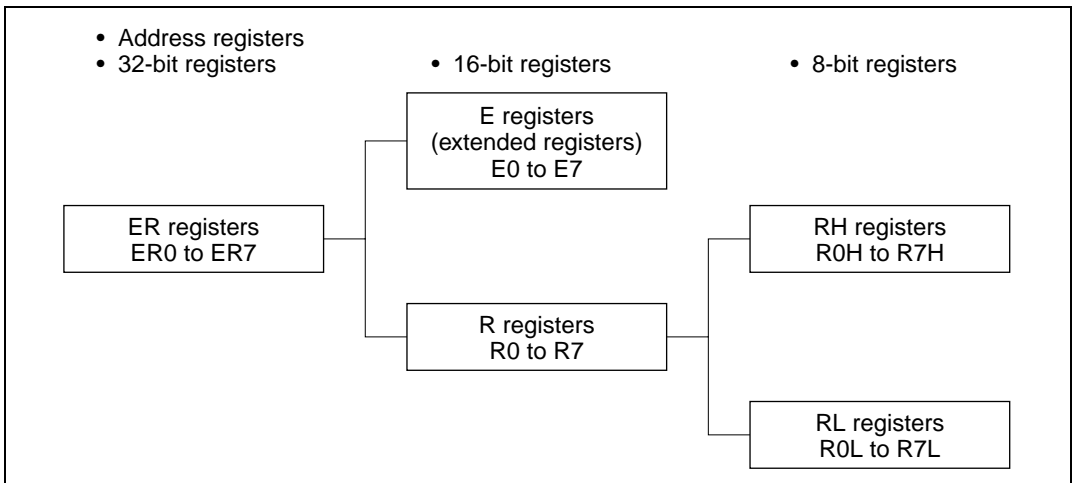 • Address registers
• 32-bit registers
• 16-bit registers
• 8-bit registers
E registers
(extended registers)
E0 to E7
ER registers
ER0 to ER7
RH registers
R0H to R7H
R registers
R0 to R7
RL registers
R0L to R7L